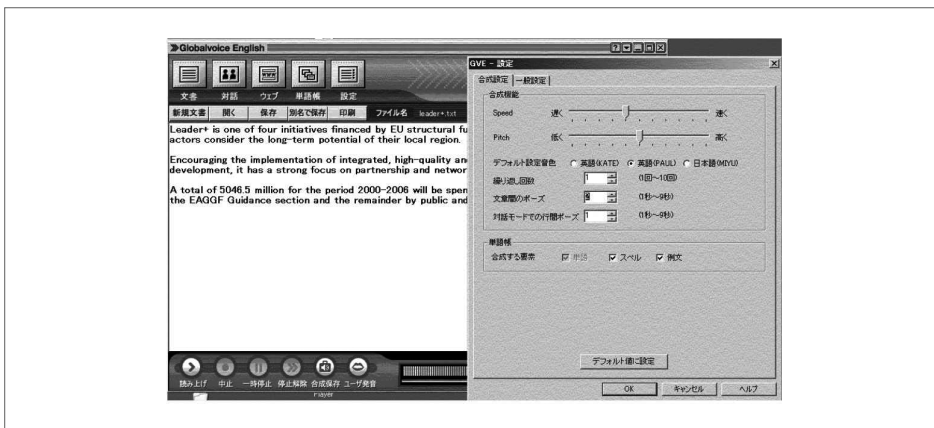 Globalvoice English
文書 対話 ウェブ 単語帳 設定
新規文書 開く 保存 別名で保存 印刷 ファイル名 leader+.txt
Leader+ is one of four initiatives financed by EU structural fu
actors consider the long-term potential of their local region.
Encouraging the implementation of integrated, high-quality an
development, it has a strong focus on partnership and networ
A total of 5046.5 million for the period 2000-2006 will be spen
the EAGGF Guidance section and the remainder by public and
読み上げ 中止 一時停止 停止解除 合成保存 ユーザ発音
Player
GVE - 設定
合成設定 一般設定
合成機能
Speed 遅く 速く
Pitch 低く 高く
デフォルト設定音色 英語(KATE) 英語(PAUL) 日本語(MIYU)
繰り返し回数 1 (1回～10回)
文章間のポーズ (1秒～9秒)
対話モードでの行間ポーズ 1 (1秒～9秒)
単語帳
合成する要素 単語 スペル 例文
デフォルト値に設定
OK キャンセル ヘルプ